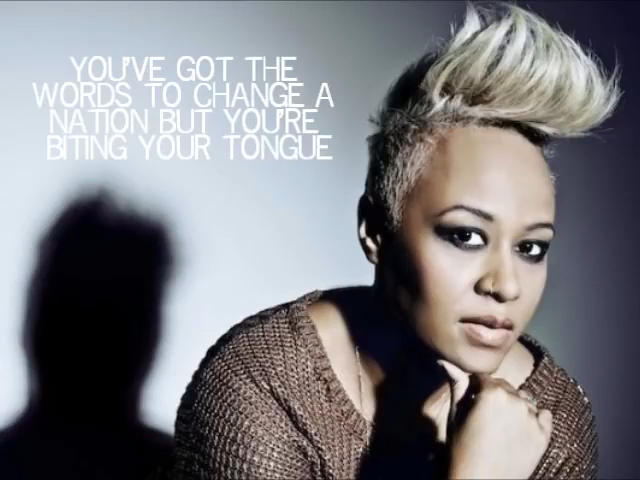 YOU'VE GOT THE
WORDS TO CHANGE A
NATION BUT YOU'RE
BITING YOUR TONGUE